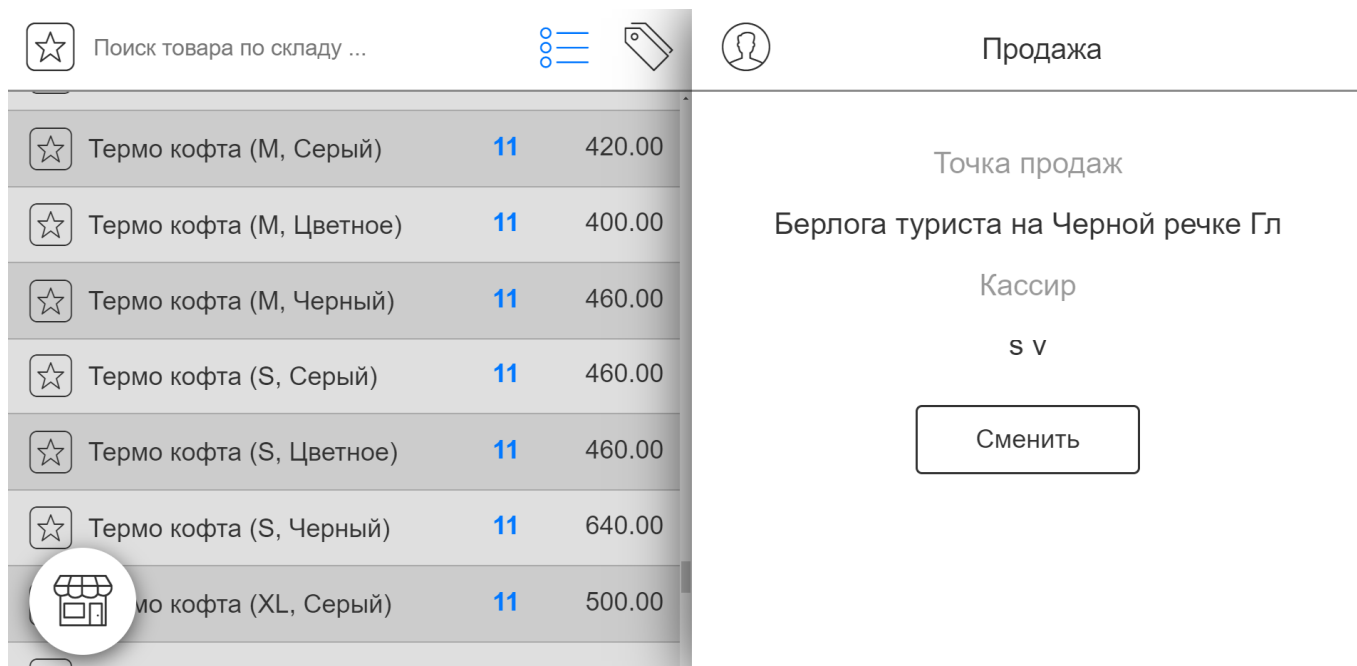 Поиск товара по складу ...
Термо кофта (M, Серый) 11 420.00
Термо кофта (M, Цветное) 11 400.00
Термо кофта (M, Черный) 11 460.00
Термо кофта (S, Серый) 11 460.00
Термо кофта (S, Цветное) 11 460.00
Термо кофта (S, Черный) 11 640.00
мо кофта (XL, Серый) 11 500.00
Продажа
Точка продаж
Берлога туриста на Черной речке Гл
Кассир
s v
Сменить